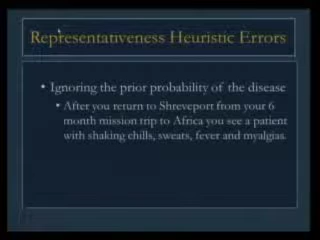 Representativeness Heuristic Errors
• Ignoring the prior probability of the disease
• After you return to Shreveport from your 6
month mission trip to Africa you see a patient
with shaking chills, sweats, fever and myalgias.